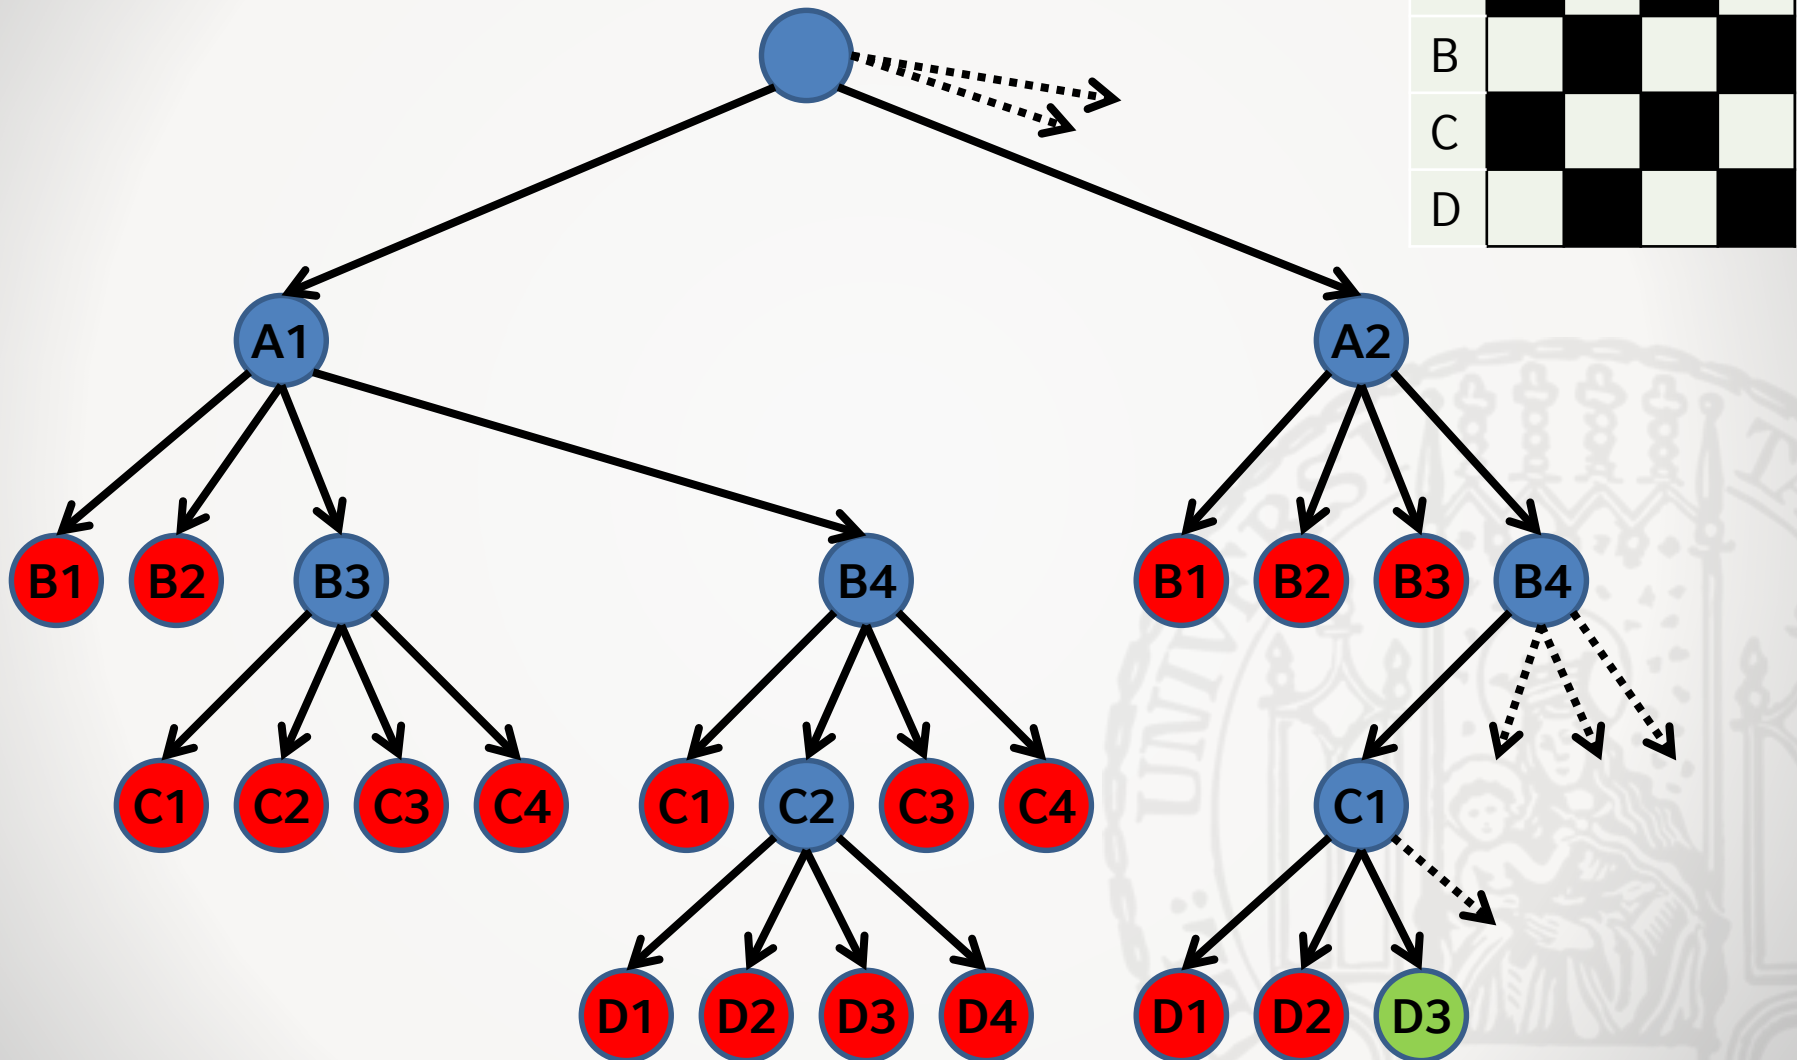 B
C
D
A1 A2
B1 B2 B3 B4 B1 B2 B3 B4
C1 C2 C3 C4 C1 C2 C3 C4 C1
D1 D2 D3 D4 D1 D2 D3